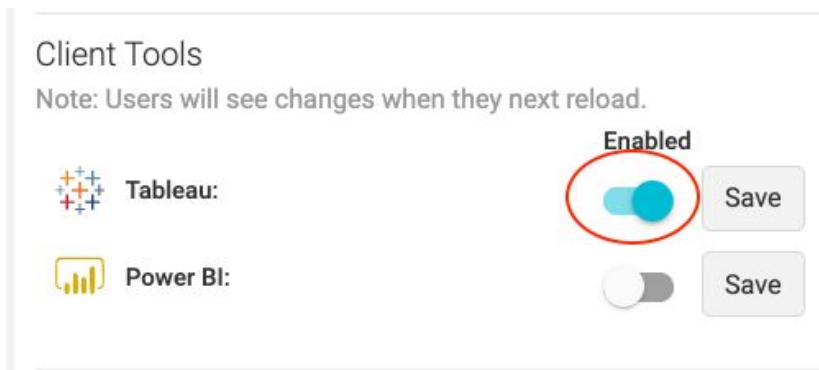 Client Tools
Note: Users will see changes when they next reload.
Enabled
Tableau:
Save
Power BI:
Save